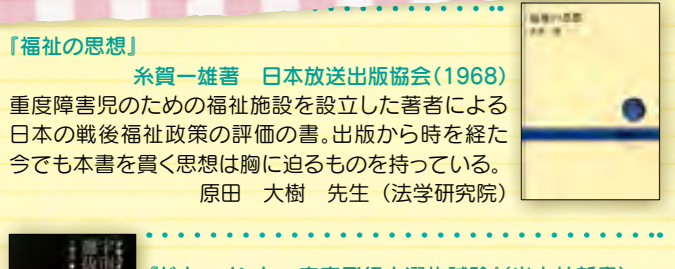 『福祉の思想』
糸賀一雄著　日本放送出版協会(1968)
重度障害児のための福祉施設を設立した著者による
日本の戦後福祉政策の評価の書。出版から時を経た
今でも本書を貫く思想は胸に迫るものを持っている。
原田　大樹　先生（法学研究院）
福祉の思想